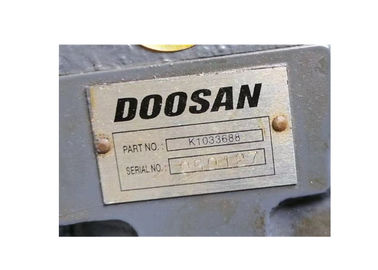 DOOSAN
PART NO. : K1033688
SERIAL NO. :